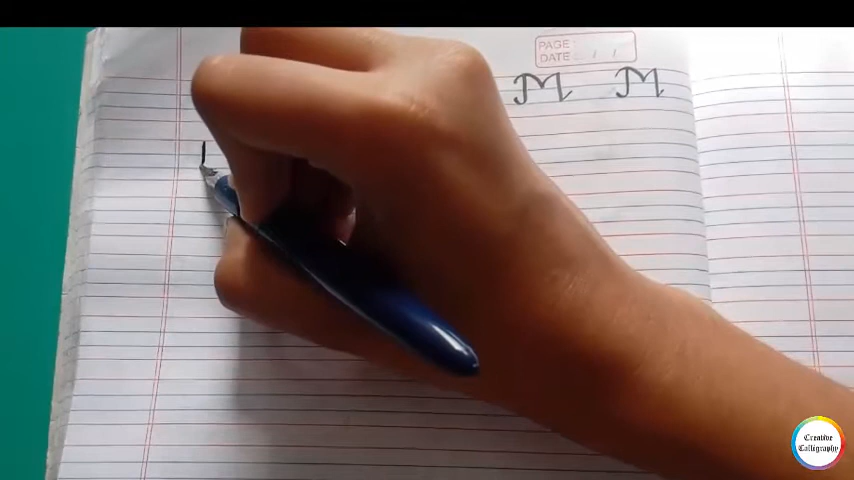 PAGE:
DATE: / /
M M
Creative
Calligraphy